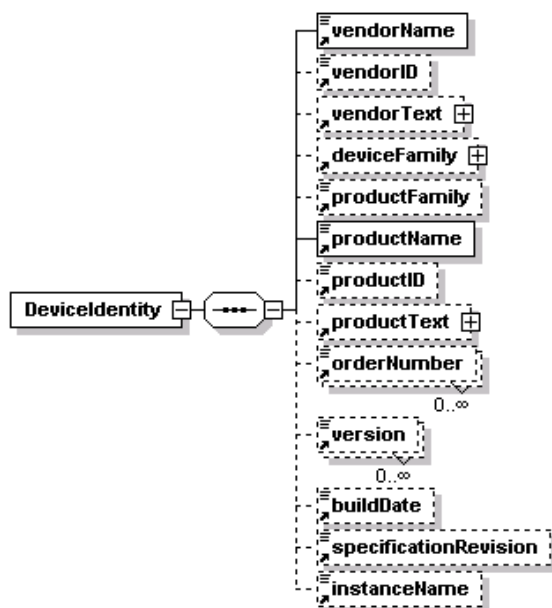 vendorName
vendorID
vendorText
deviceFamily
productFamily
productName
DeviceIdentity
productID
productText
orderNumber
0..∞
version
0..∞
buildDate
specificationRevision
instanceName